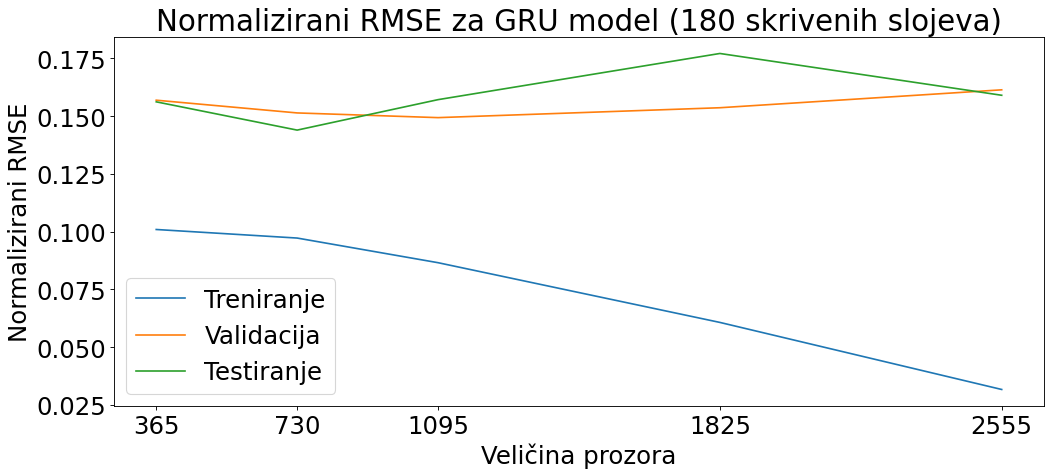 Normalizirani RMSE za GRU model (180 skrivenih slojeva)
Normalizirani RMSE
0.175
0.150
0.125
0.100
0.075
0.050
0.025
Treniranje
Validacija
Testiranje
365 730 1095 1825 2555
Veličina prozora